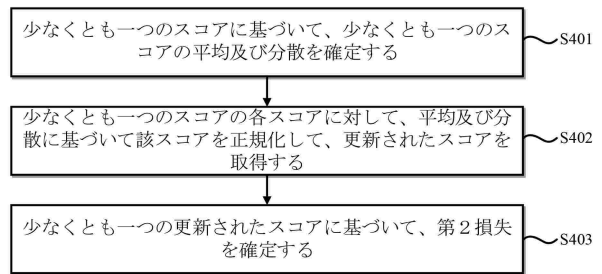 少なくとも一つのスコアに基づいて、少なくとも一つのス
コアの平均及び分散を確定する
S401
少なくとも一つのスコアの各スコアに対して、平均及び分
散に基づいて該スコアを正規化して、更新されたスコアを
取得する
S402
少なくとも一つの更新されたスコアに基づいて、第２損失
を確定する
S403